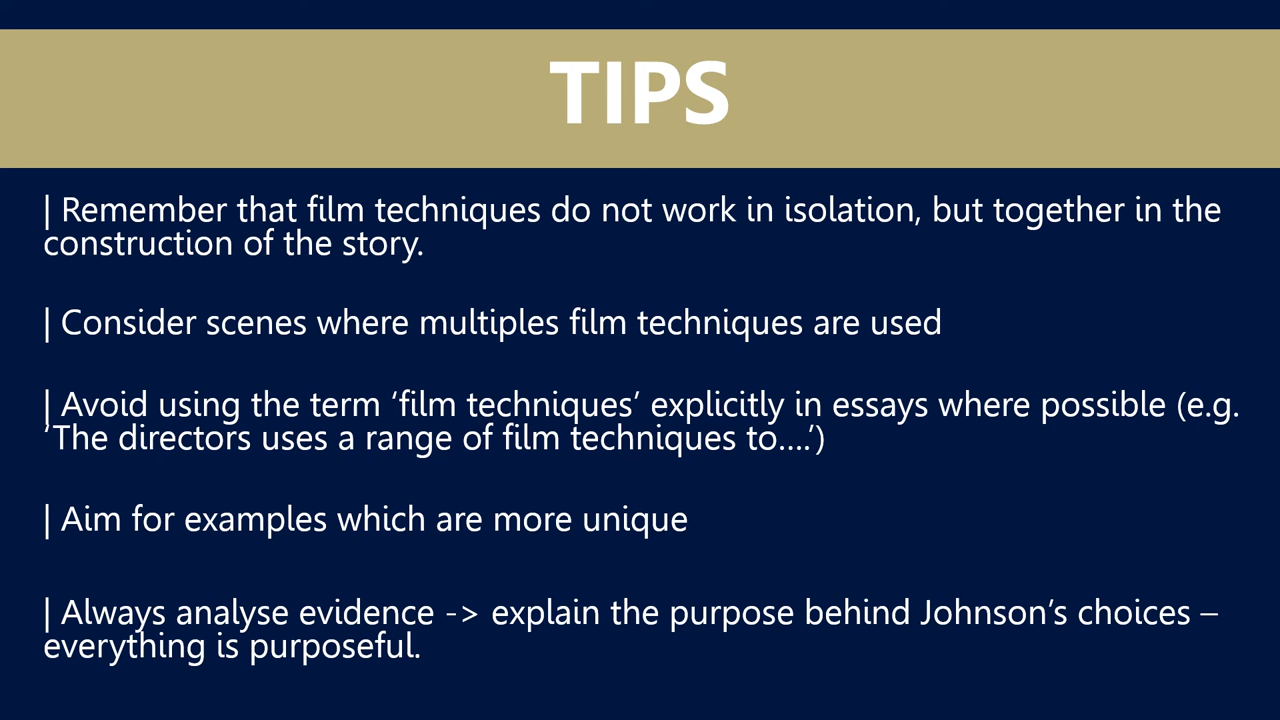 TIPS
| Remember that film techniques do not work in isolation, but together in the
construction of the story.
| Consider scenes where multiples film techniques are used
| Avoid using the term ‘film techniques’ explicitly in essays where possible (e.g.
‘The directors uses a range of film techniques to….’)
| Aim for examples which are more unique
| Always analyse evidence -> explain the purpose behind Johnson’s choices –
everything is purposeful.